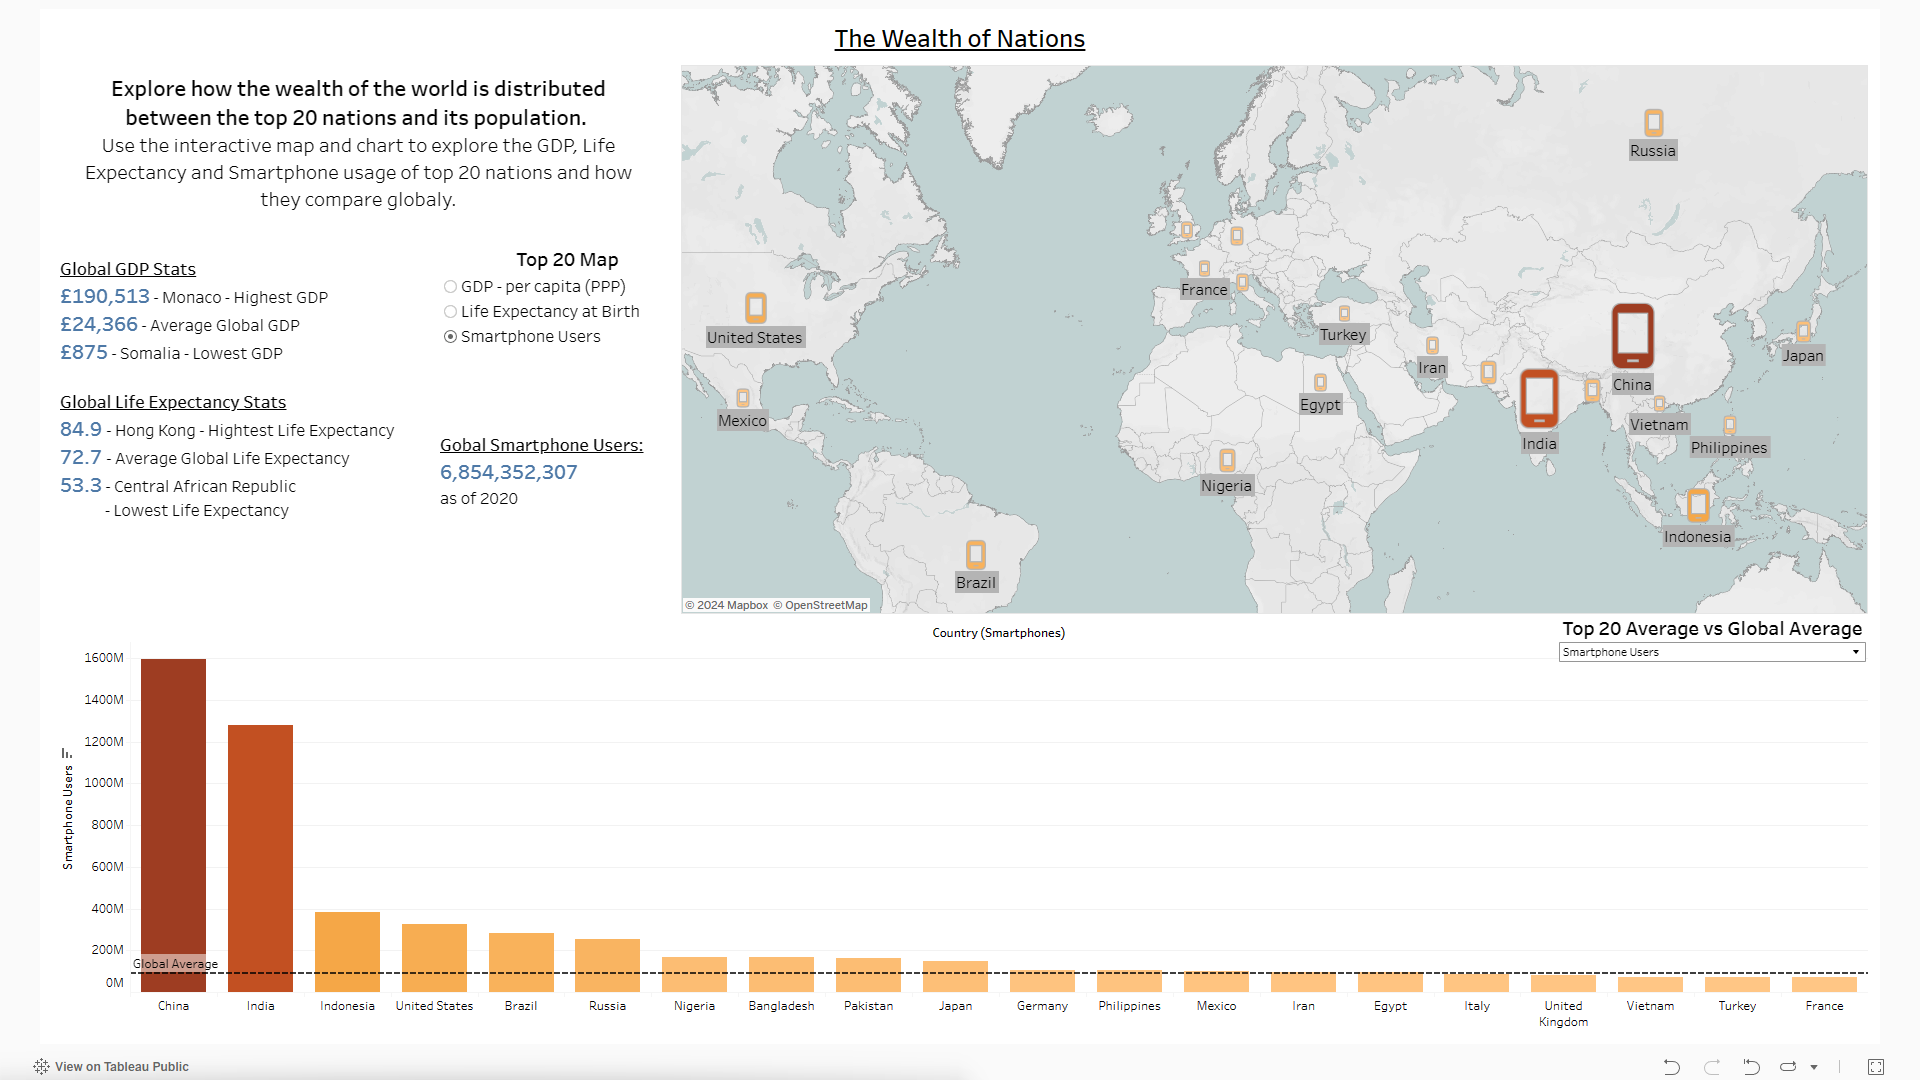 The Wealth of Nations
Explore how the wealth of the world is distributed
between the top 20 nations and its population.
Use the interactive map and chart to explore the GDP, Life
Expectancy and Smartphone usage of top 20 nations and how
they compare globaly.
Global GDP Stats
£190,513 - Monaco - Highest GDP
£24,366 - Average Global GDP
£875 - Somalia - Lowest GDP
Global Life Expectancy Stats
84.9 - Hong Kong - Hightest Life Expectancy
72.7 - Average Global Life Expectancy
53.3 - Central African Republic
- Lowest Life Expectancy
Top 20 Map
GDP - per capita (PPP)
Life Expectancy at Birth
Smartphone Users
Gobal Smartphone Users:
6,854,352,307
as of 2020
Russia
France
United States
Turkey
Japan
Iran
China
Egypt
Mexico
Vietnam
India
Philippines
Nigeria
Indonesia
Brazil
© 2024 Mapbox © OpenStreetMap
Country (Smartphones)
Top 20 Average vs Global Average
Smartphone Users
Smartphone Users
1600M
1400M
1200M
1000M
800M
600M
400M
200M
0M
Global Average
China
India
Indonesia
United States
Brazil
Russia
Nigeria
Bangladesh
Pakistan
Japan
Germany
Philippines
Mexico
Iran
Egypt
Italy
United
Kingdom
Vietnam
Turkey
France
View on Tableau Public